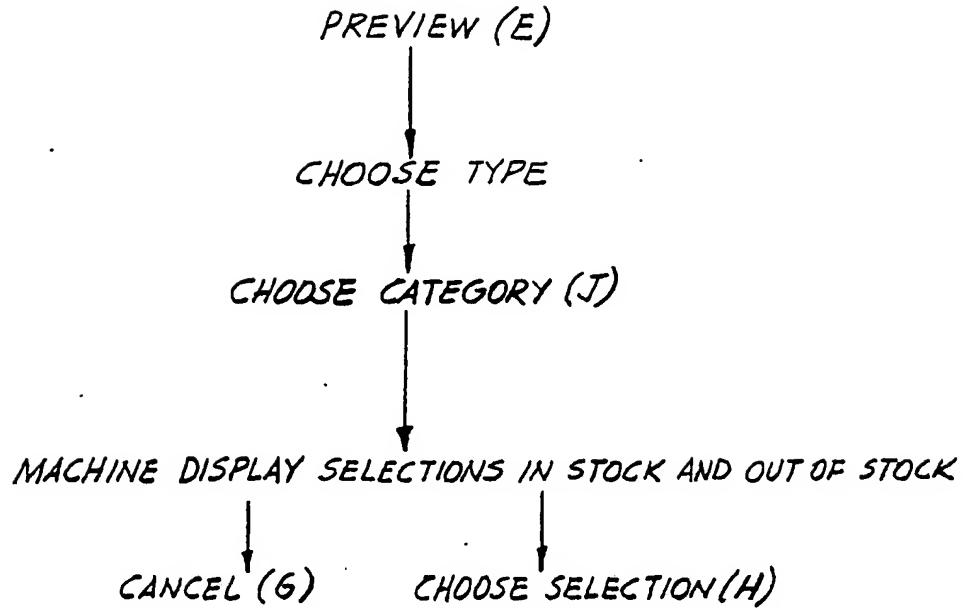 PREVIEW (E)
CHOOSE TYPE
CHOOSE CATEGORY (J)
MACHINE DISPLAY SELECTIONS IN STOCK AND OUT OF STOCK
CANCEL (G) CHOOSE SELECTION (H)